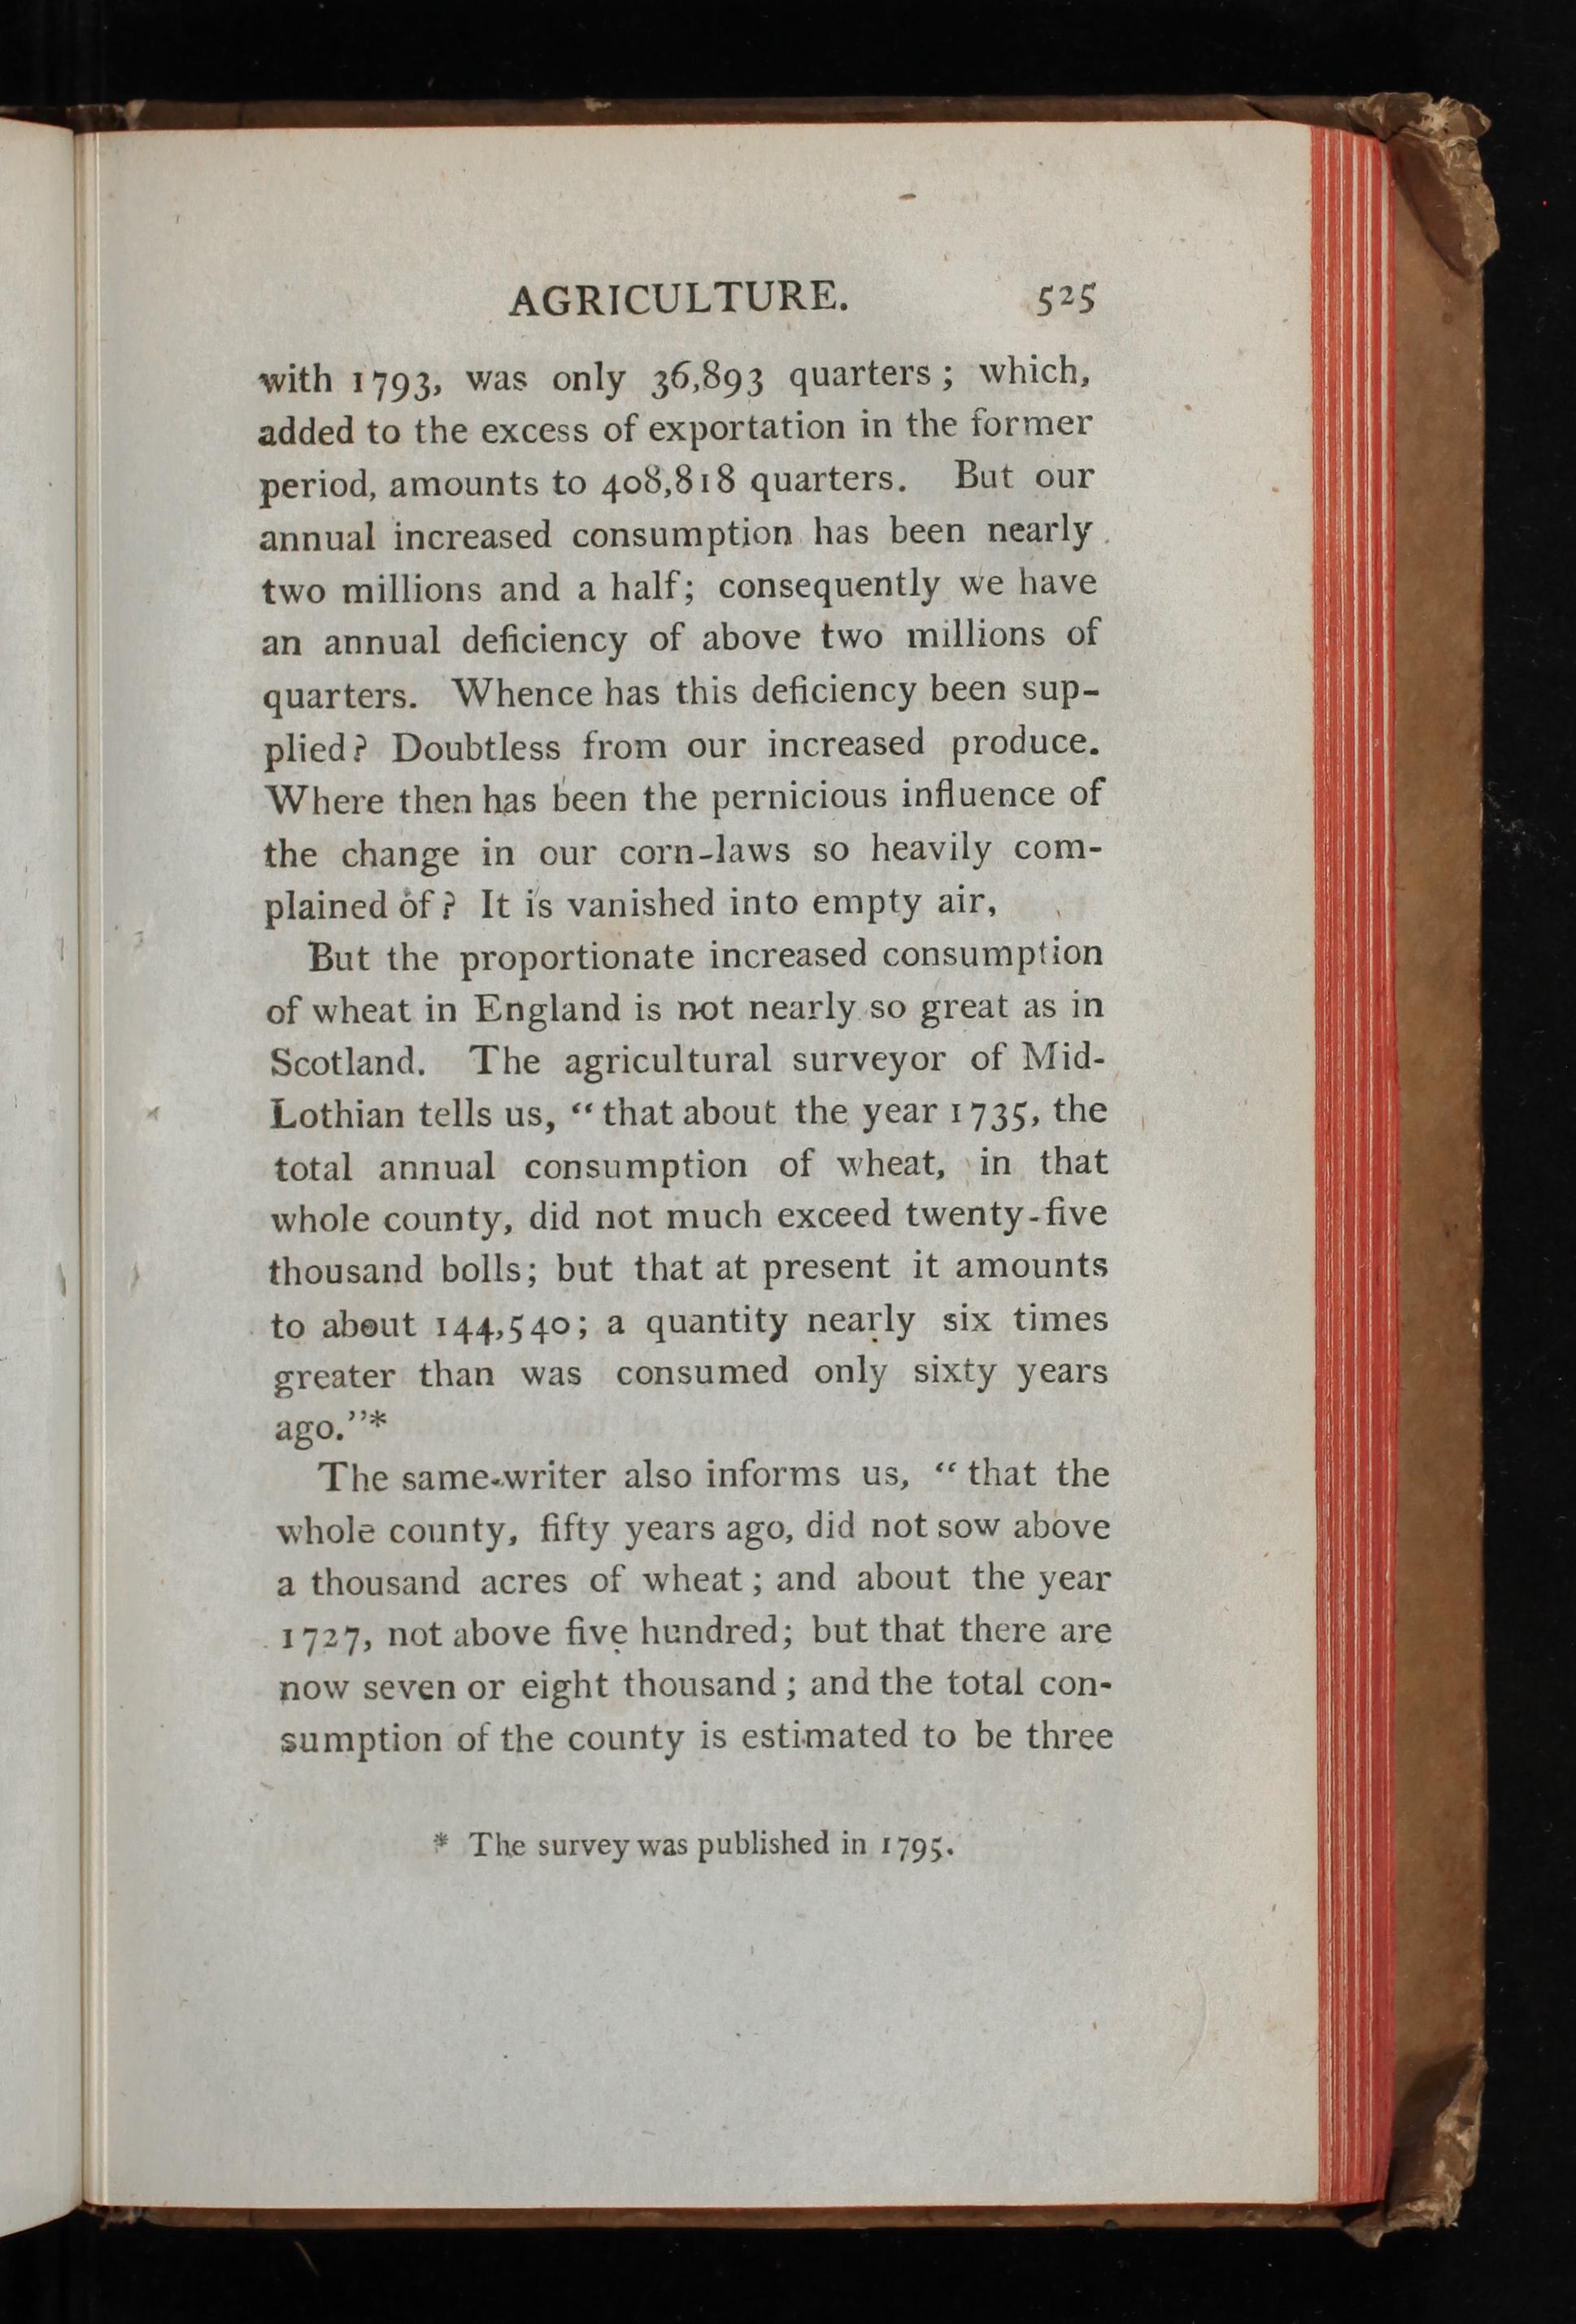 AGRICULTURE. 525
with 1793, was only 36,893 quarters; which,
added to the excess of exportation in the former
period, amounts to 408,818 quarters. But our
annual increased consumption has been nearly
two millions and a half; consequently we have
an annual deficiency of above two millions of
quarters. Whence has this deficiency been sup-
plied? Doubtless from our increased produce.
Where then has been the pernicious influence of
the change in our corn-laws so heavily com-
plained of? It is vanished into empty air,
But the proportionate increased consumption
of wheat in England is not nearly so great as in
Scotland. The agricultural surveyor of Mid-
Lothian tells us, "that about the year 1735, the
total annual consumption of wheat, in that
whole county, did not much exceed twenty-five
thousand bolls; but that at present it amounts
to about 144,540; a quantity nearly six times
greater than was consumed only sixty years
ago."*
The same-writer also informs us, "that the
whole county, fifty years ago, did not sow above
a thousand acres of wheat; and about the year
1727, not above five hundred; but that there are
now seven or eight thousand; and the total con-
sumption of the county is estimated to be three
* The survey was published in 1795.